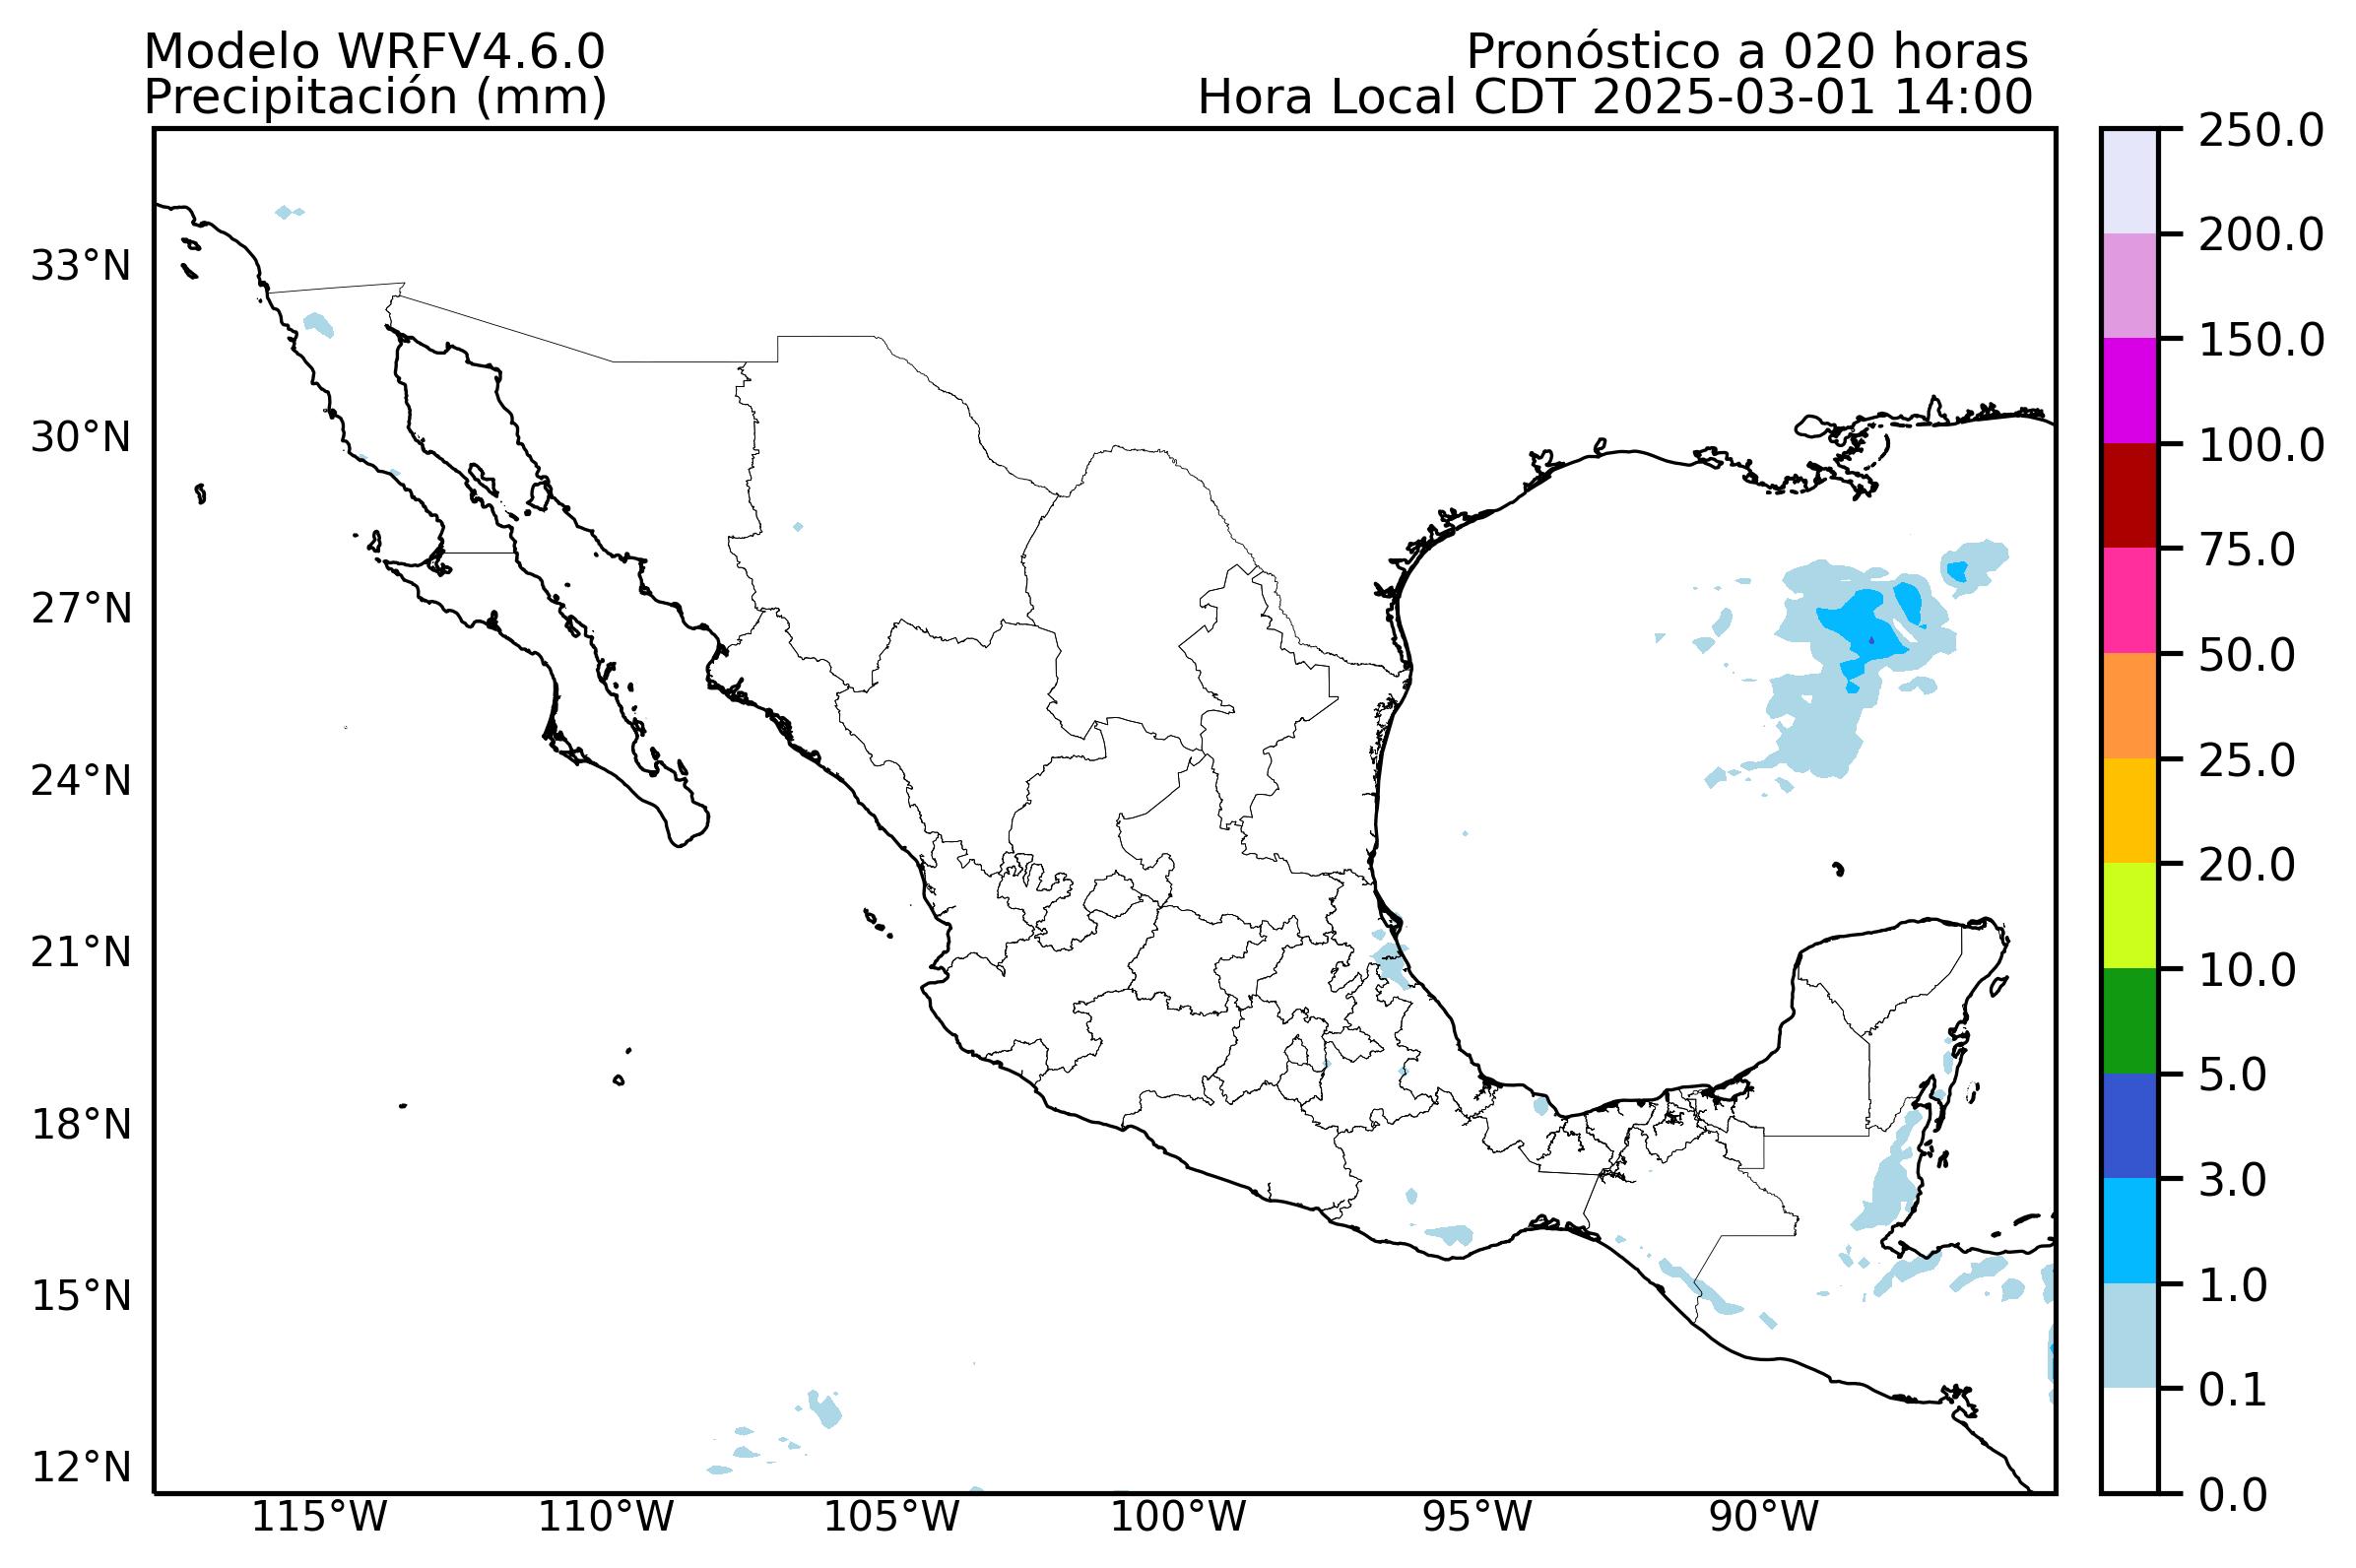 Modelo WRFV4.6.0
Precipitación (mm)
Pronóstico a 020 horas
Hora Local CDT 2025-03-01 14:00
33°N
30°N
27°N
24°N
21°N
18°N
15°N
12°N
115°W
110°W
105°W
100°W
95°W
90°W
250.0
200.0
150.0
100.0
75.0
50.0
25.0
20.0
10.0
5.0
3.0
1.0
0.1
0.0